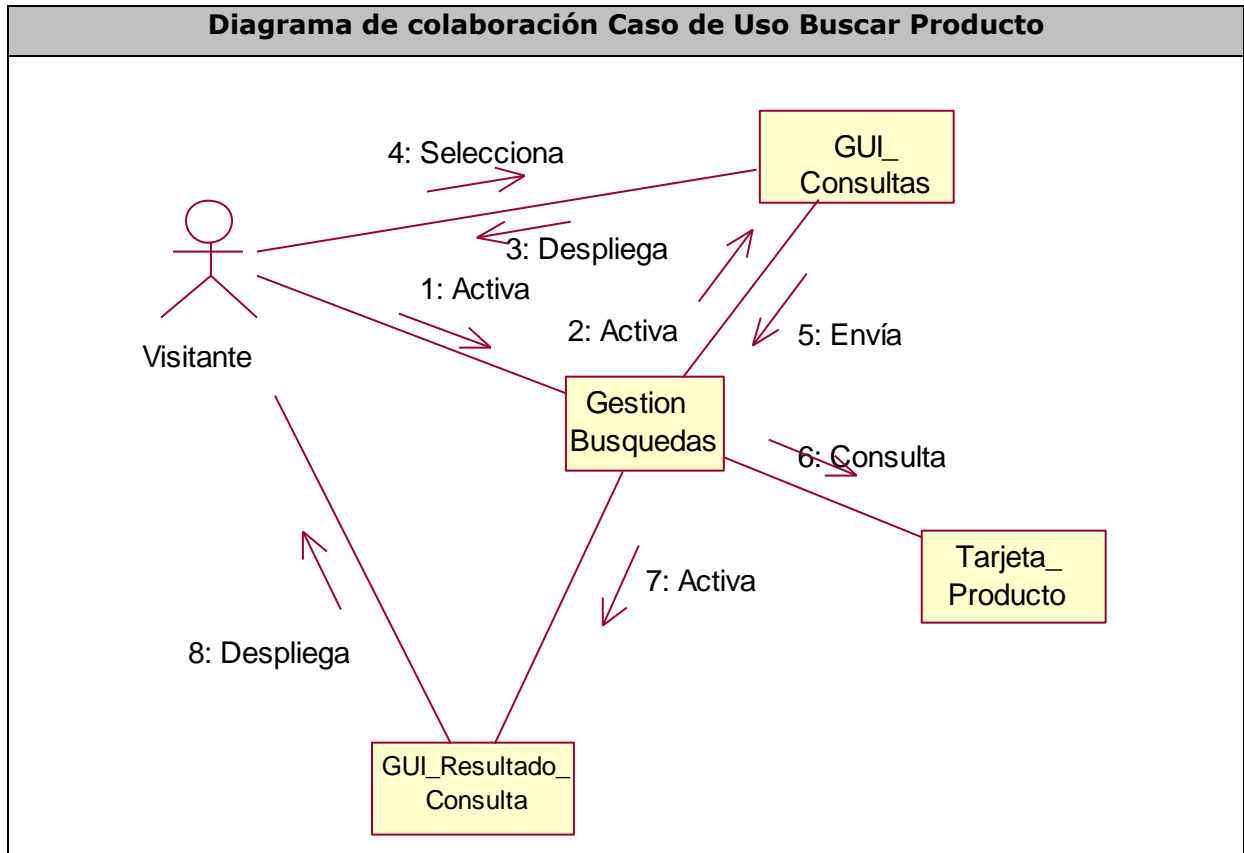 Diagrama de colaboración Caso de Uso Buscar Producto
4: Selecciona
GUI_
Consultas
3: Despliega
1: Activa
2: Activa
5: Envía
Visitante
Gestion
Busquedas
6: Consulta
Tarjeta_
Producto
7: Activa
8: Despliega
GUI_Resultado_
Consulta